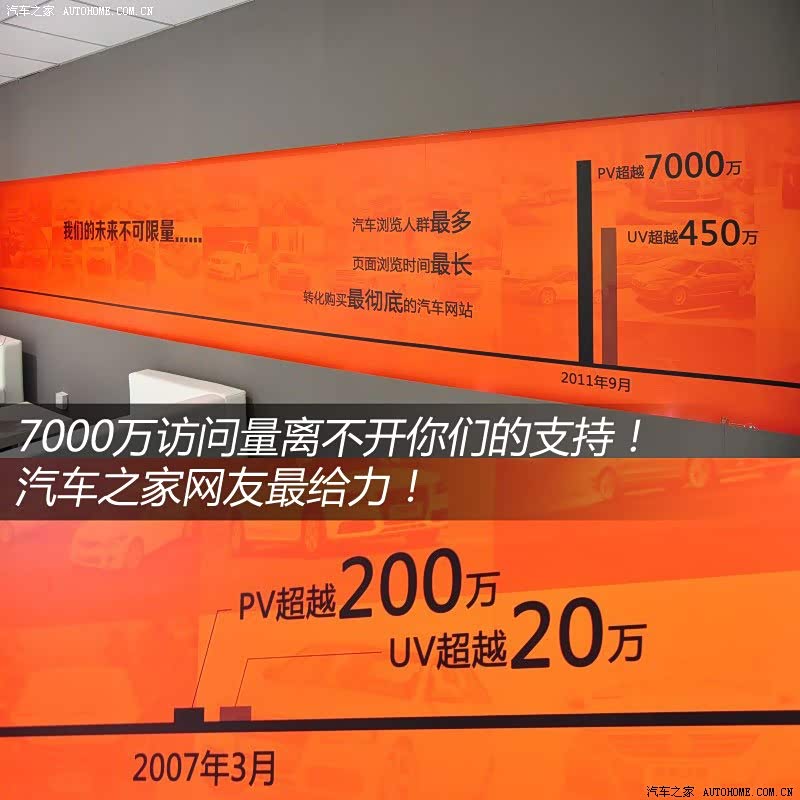 汽车之家 AUTOHOME.COM.CN
PV超越7000万
我们的未来不可限量......
汽车浏览人群最多
UV超越450万
页面浏览时间最长
转化购买最彻底的汽车网站
2011年9月
7000万访问量离不开你们的支持！
汽车之家网友最给力！
PV超越200万
UV超越20万
2007年3月
汽车之家 AUTOHOME.COM.CN